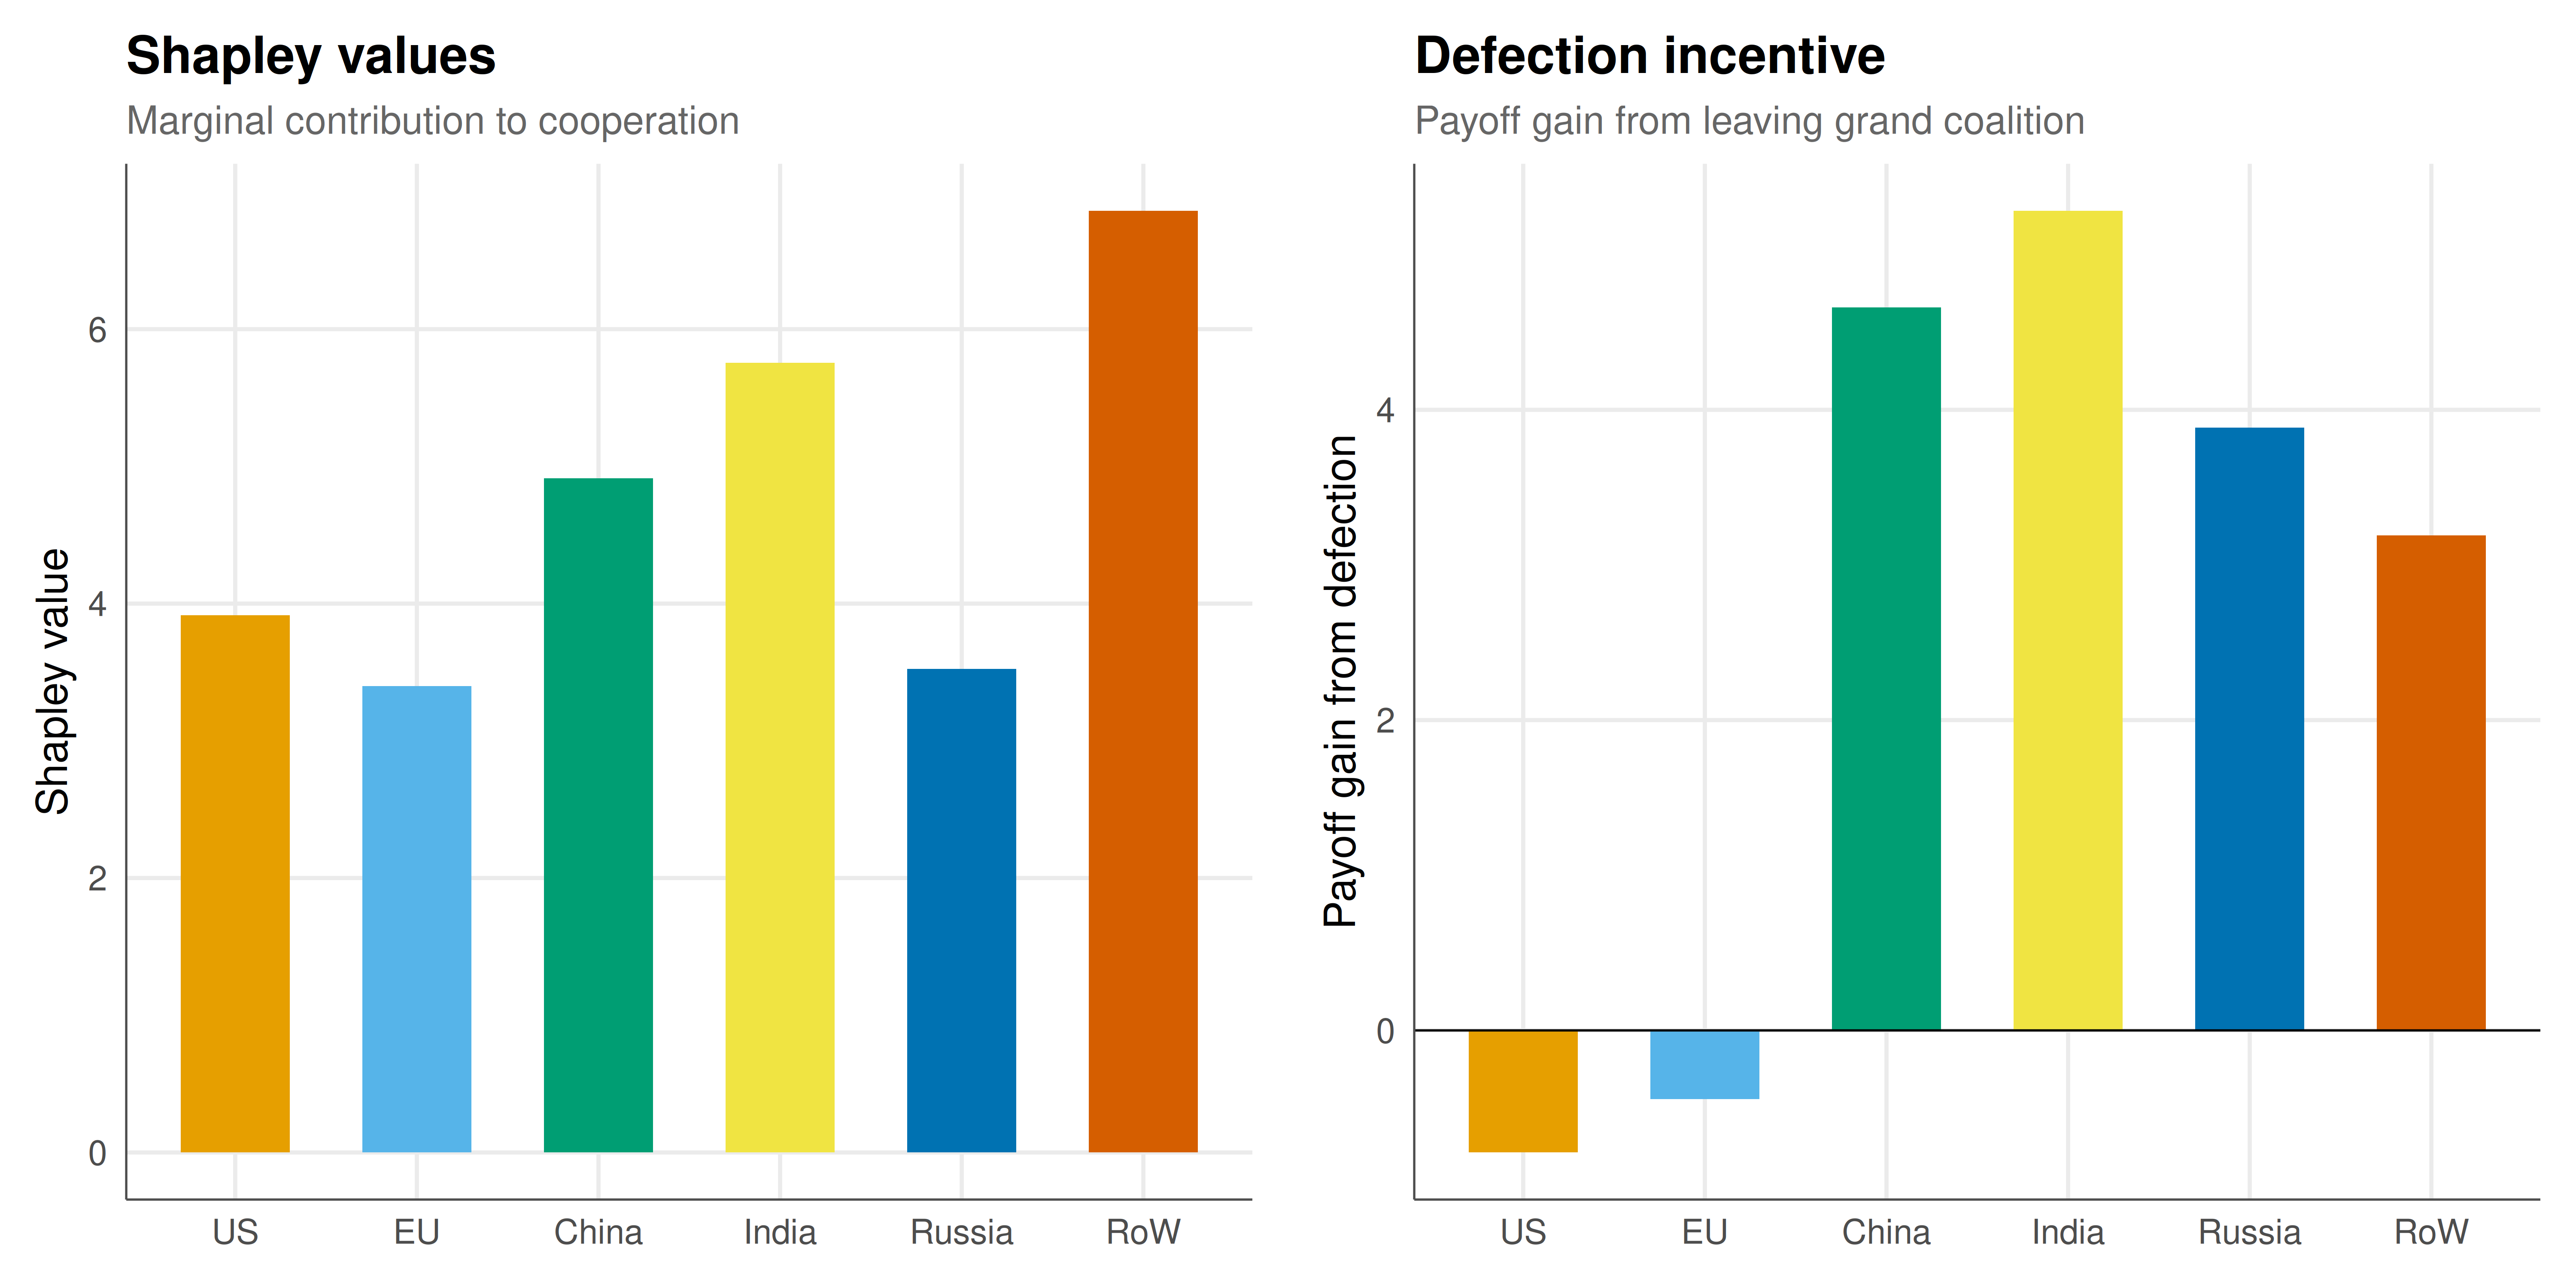 Shapley values
Marginal contribution to cooperation
Shapley value
6
4
2
0
US
EU
China
India
Russia
RoW
Defection incentive
Payoff gain from leaving grand coalition
Payoff gain from defection
4
2
0
US
EU
China
India
Russia
RoW